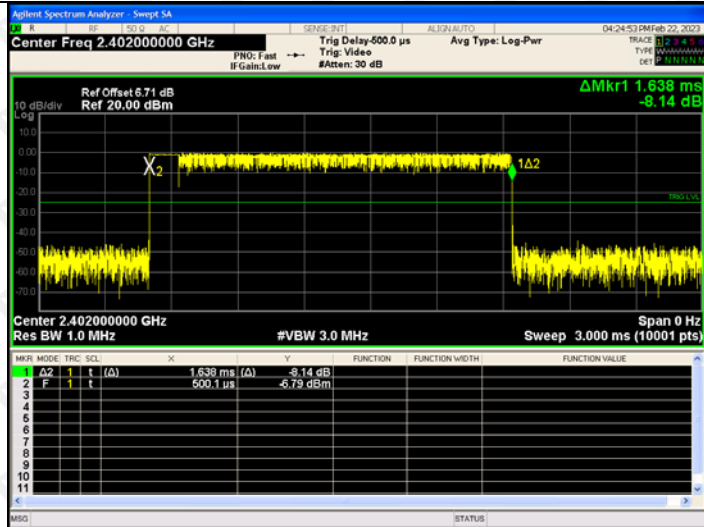 Agilent Spectrum Analyzer - Swept SA
R RF 50 Ω AC SENSE:INT ALIGN AUTO 04:24:53 PM Feb 22, 2023
Center Freq 2.402000000 GHz
PNO: Fast
IFGain:Low
Trig Delay-500.0 µs
Trig: Video
#Atten: 30 dB
Avg Type: Log-Pwr
TRACE 1 2 3 4 5 6
TYPE
DET P N N N N N
ΔMkr1 1.638 ms
-8.14 dB
Ref Offset 6.71 dB
10 dB/div Ref 20.00 dBm
Log
10.0
0.00
-10.0
-20.0
-30.0
-40.0
-50.0
-60.0
-70.0
X2
1Δ2
TRIG LVL
Center 2.402000000 GHz Span 0 Hz
Res BW 1.0 MHz #VBW 3.0 MHz Sweep 3.000 ms (10001 pts)
MKR MODE TRC SCL X Y FUNCTION FUNCTION WIDTH FUNCTION VALUE
1 Δ2 1 t (Δ) 1.638 ms (Δ) -8.14 dB
2 F 1 t 500.1 µs -6.79 dBm
3
4
5
6
7
8
9
10
11
MSG STATUS